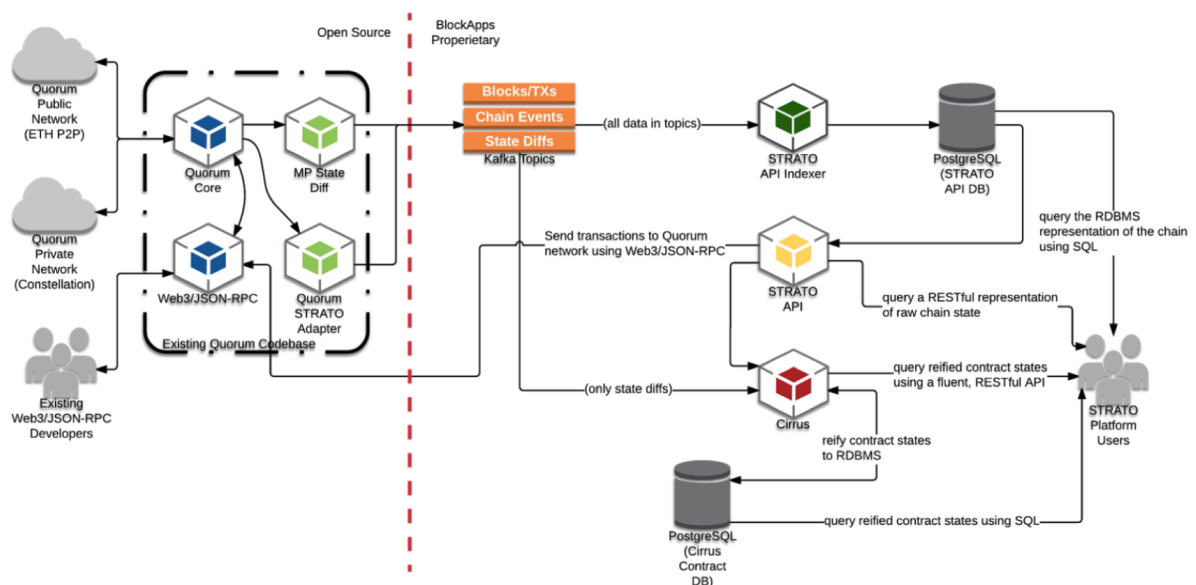 Open Source
BlockApps
Properietary
Quorum
Public
Network
(ETH P2P)
Quorum
Core
MP State
Diff
Blocks/TXs
Chain Events
State Diffs
Kafka Topics
(all data in topics)
STRATO
API Indexer
PostgreSQL
(STRATO
API DB)
query the RDBMS
representation of the chain
using SQL
Quorum
Private
Network
(Constellation)
Web3/JSON-RPC
Quorum
STRATO
Adapter
Existing Quorum Codebase
Send transactions to Quorum
network using Web3/JSON-RPC
STRATO
API
query a RESTful representation
of raw chain state
Existing
Web3/JSON-RPC
Developers
(only state diffs)
Cirrus
query reified contract states
using a fluent, RESTful API
STRATO
Platform
Users
reify contract states
to RDBMS
PostgreSQL
(Cirrus
Contract
DB)
query reified contract states using SQL